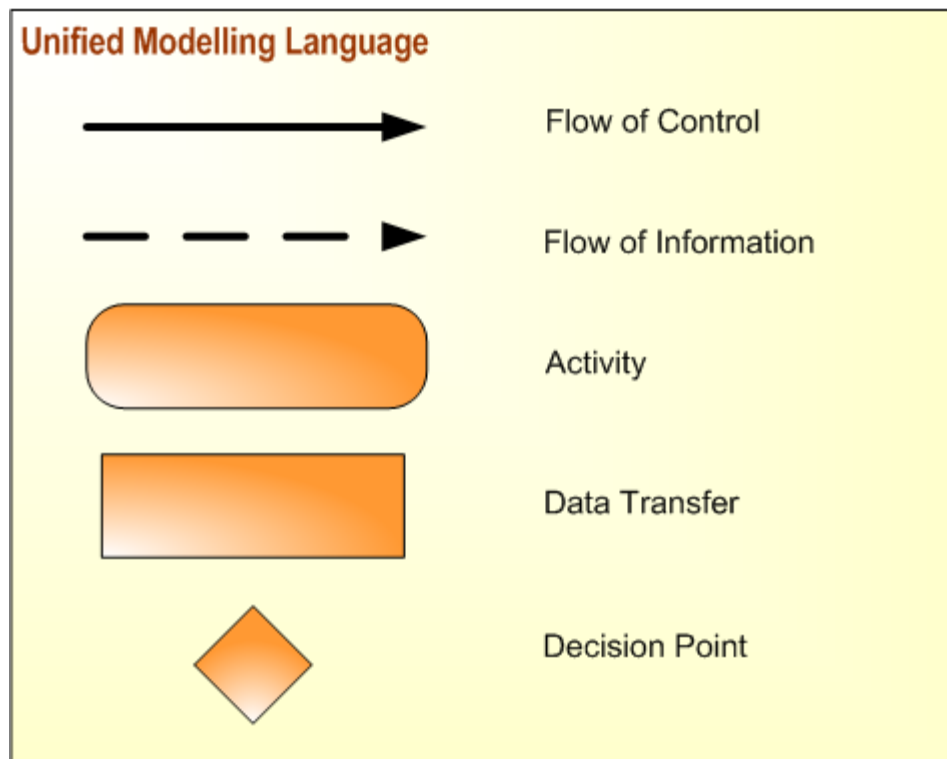 Unified Modelling Language
Flow of Control
Flow of Information
Activity
Data Transfer
Decision Point